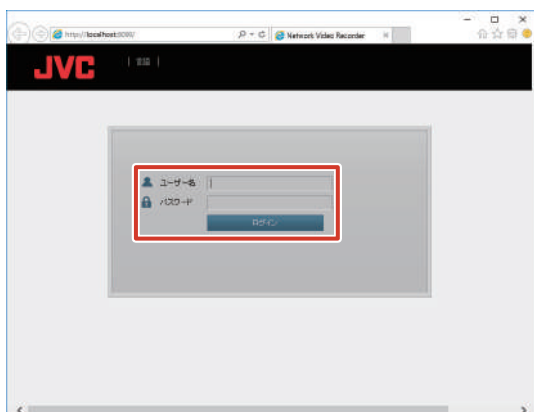 http://localhost:8099/
Network Video Recorder
JVC
言語
ユーザー名
パスワード
ログイン